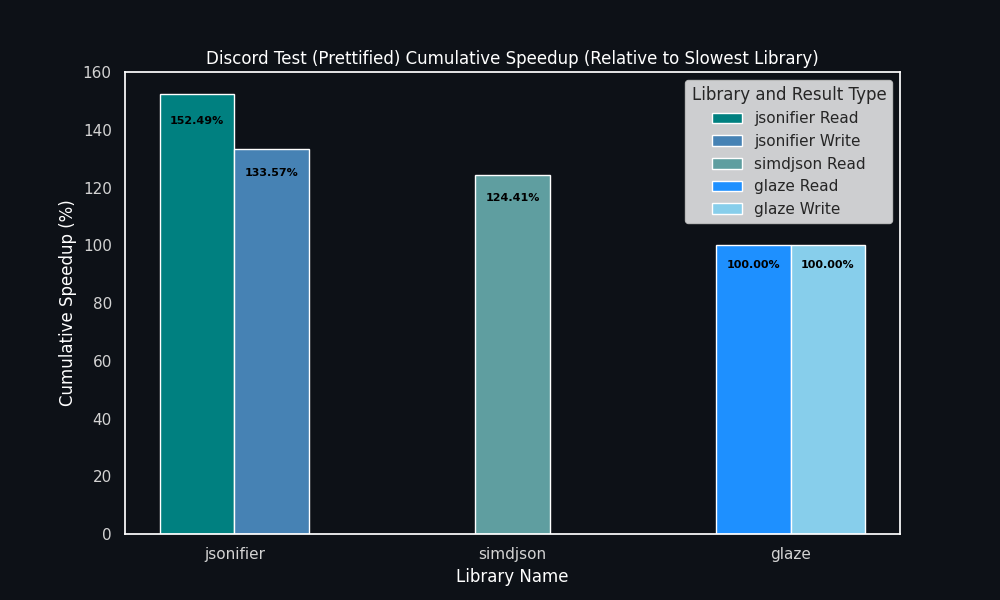 Discord Test (Prettified) Cumulative Speedup (Relative to Slowest Library)
160
140
120
100
80
60
40
20
0
Cumulative Speedup (%)
152.49%
133.57%
124.41%
100.00%
100.00%
Library and Result Type
jsonifier Read
jsonifier Write
simdjson Read
glaze Read
glaze Write
jsonifier
simdjson
glaze
Library Name